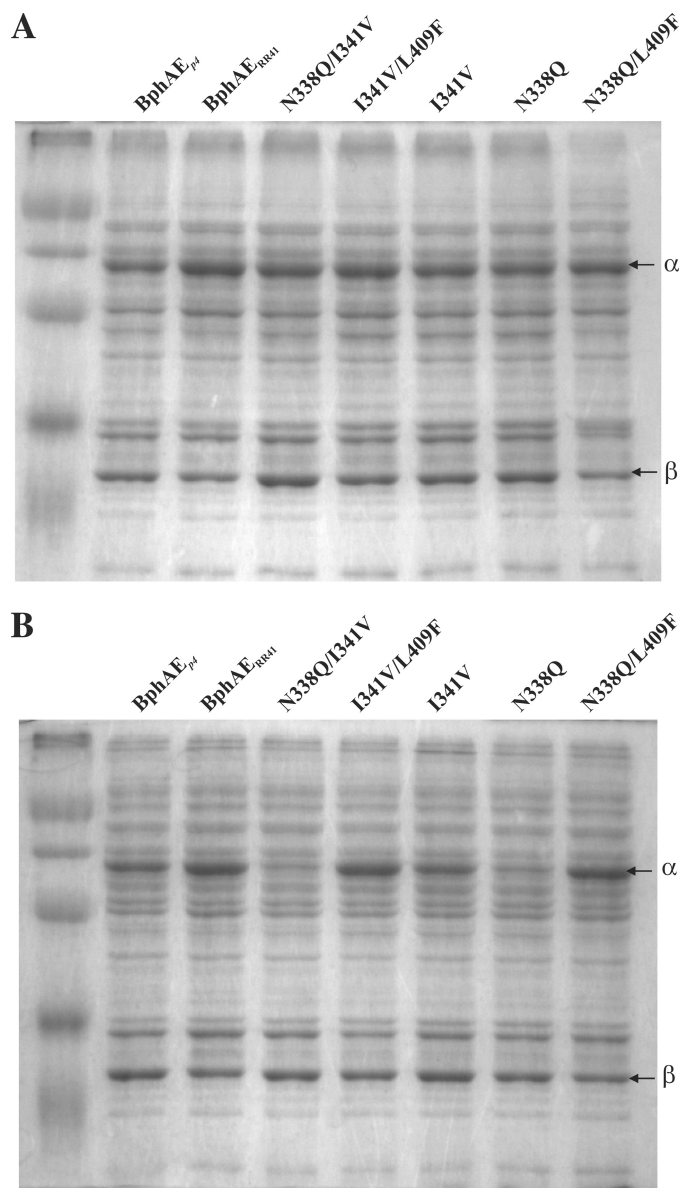 A
BphAEp4
BphAERR41
N338Q/I341V
I341V/L409F
I341V
N338Q
N338Q/L409F
α
β
B
BphAEp4
BphAERR41
N338Q/I341V
I341V/L409F
I341V
N338Q
N338Q/L409F
α
β